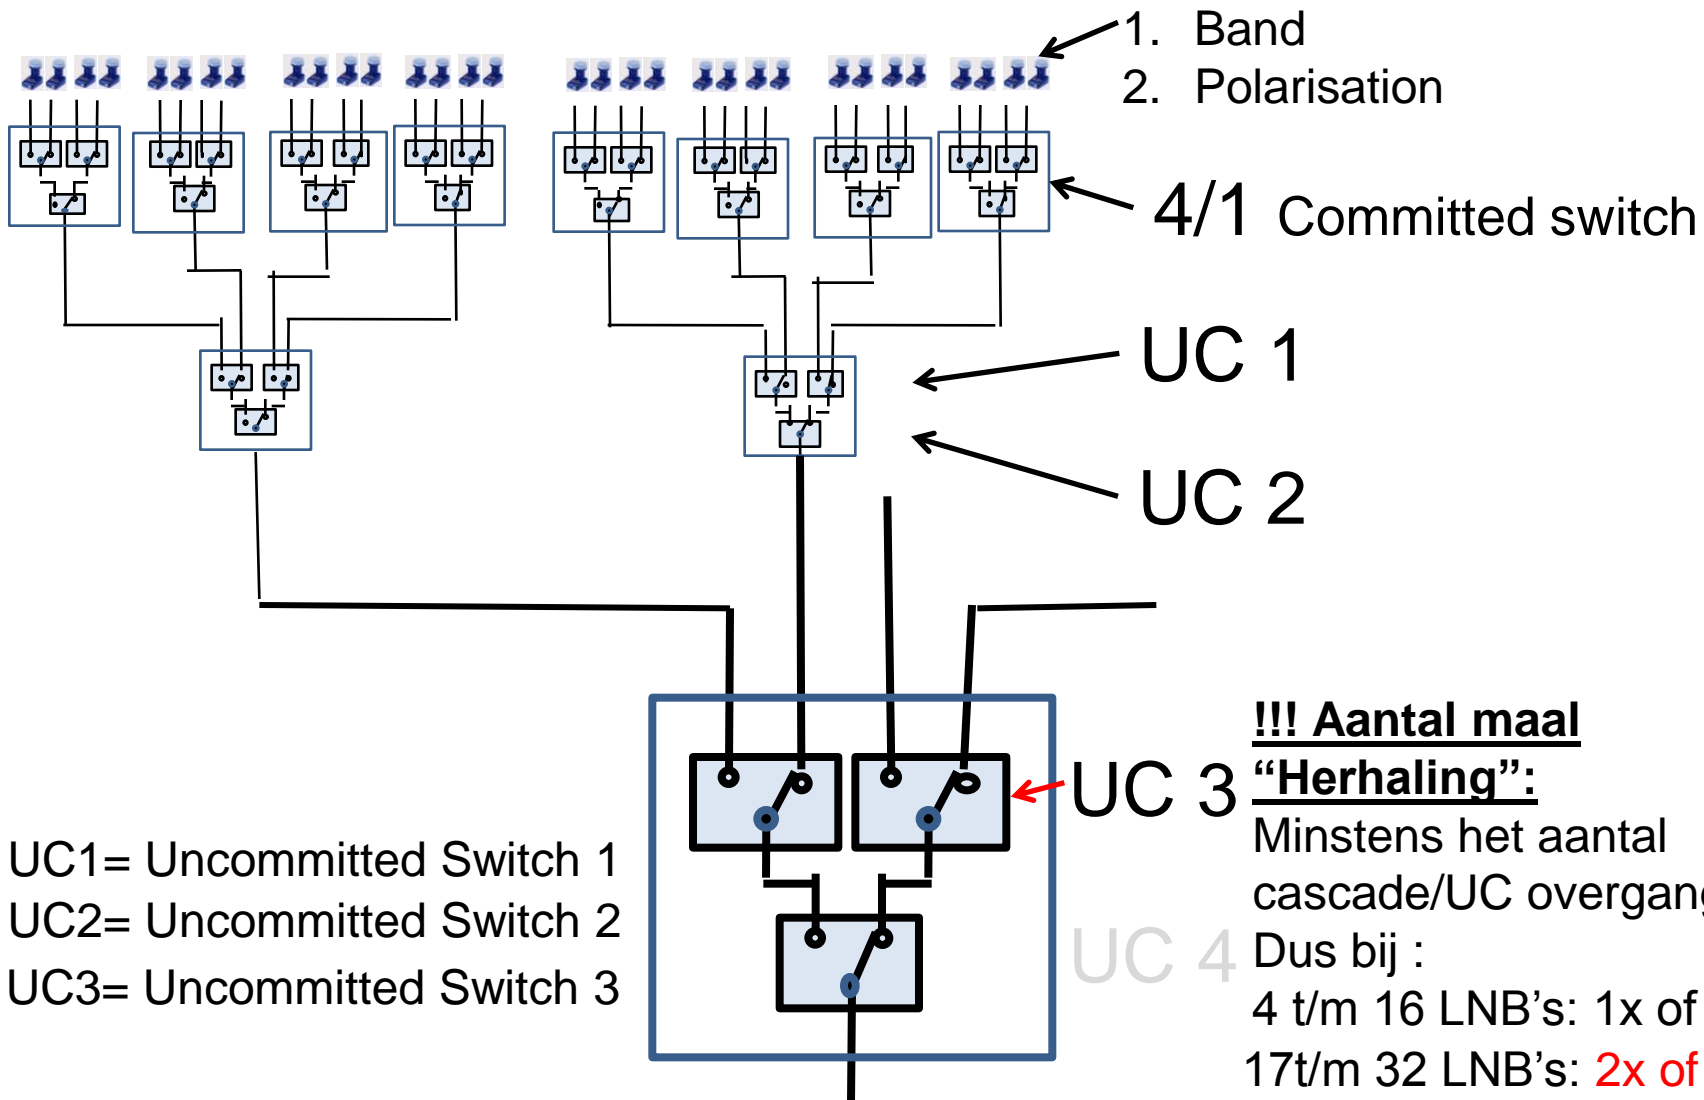 1. Band
2. Polarisation
4/1 Committed switch
UC 1
UC 2
UC 3
UC 4
!!! Aantal maal
“Herhaling”:
Minstens het aantal
cascade/UC
Dus bij :
4 t/m 16 LNB’s: 1x of
17t/m 32 LNB’s: 2x of
UC1= Uncommitted Switch 1
UC2= Uncommitted Switch 2
UC3= Uncommitted Switch 3